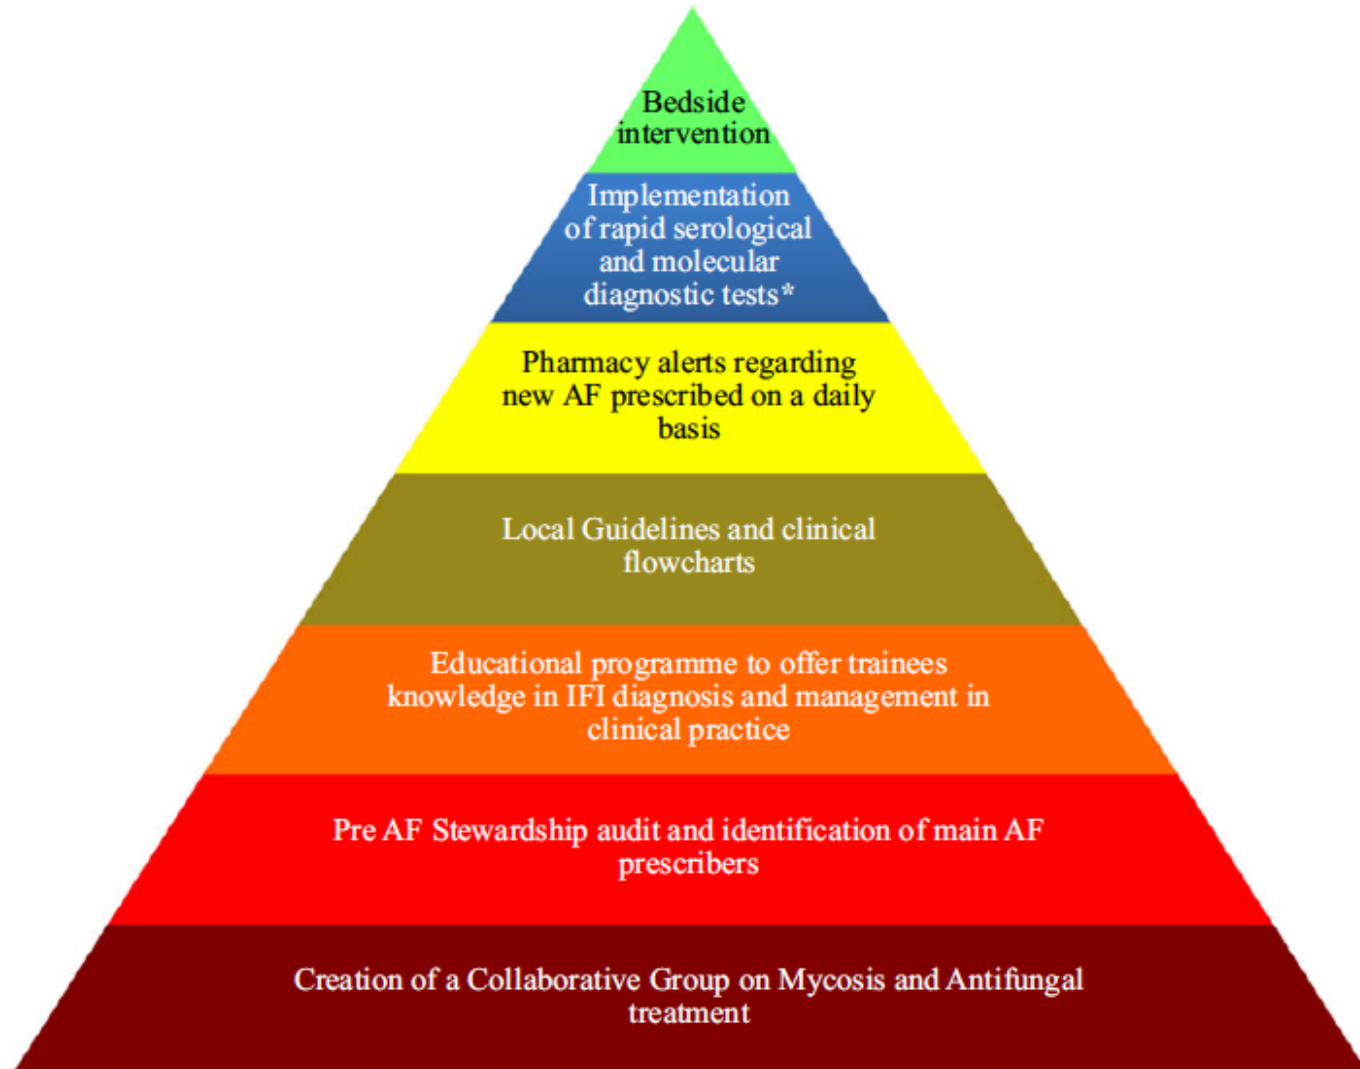 Bedside
intervention
Implementation
of rapid serological
and molecular
diagnostic tests*
Pharmacy alerts regarding
new AF prescribed on a daily
basis
Local Guidelines and clinical
flowcharts
Educational programme to offer trainees
knowledge in IFI diagnosis and management in
clinical practice
Pre AF Stewardship audit and identification of main AF
prescribers
Creation of a Collaborative Group on Mycosis and Antifungal
treatment